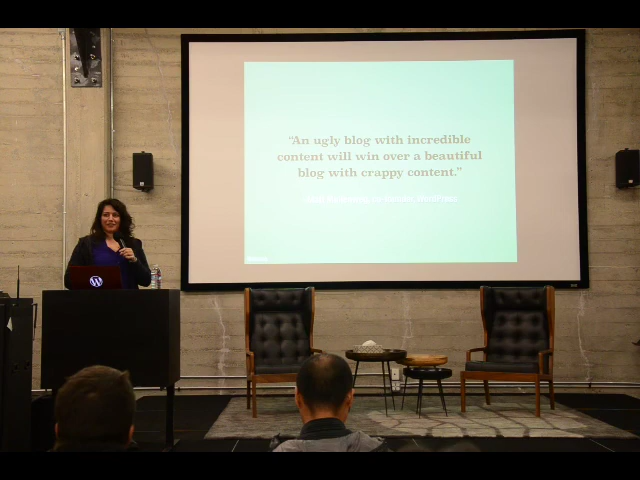 “An ugly blog with incredible
content will win over a beautiful
blog with crappy content.”